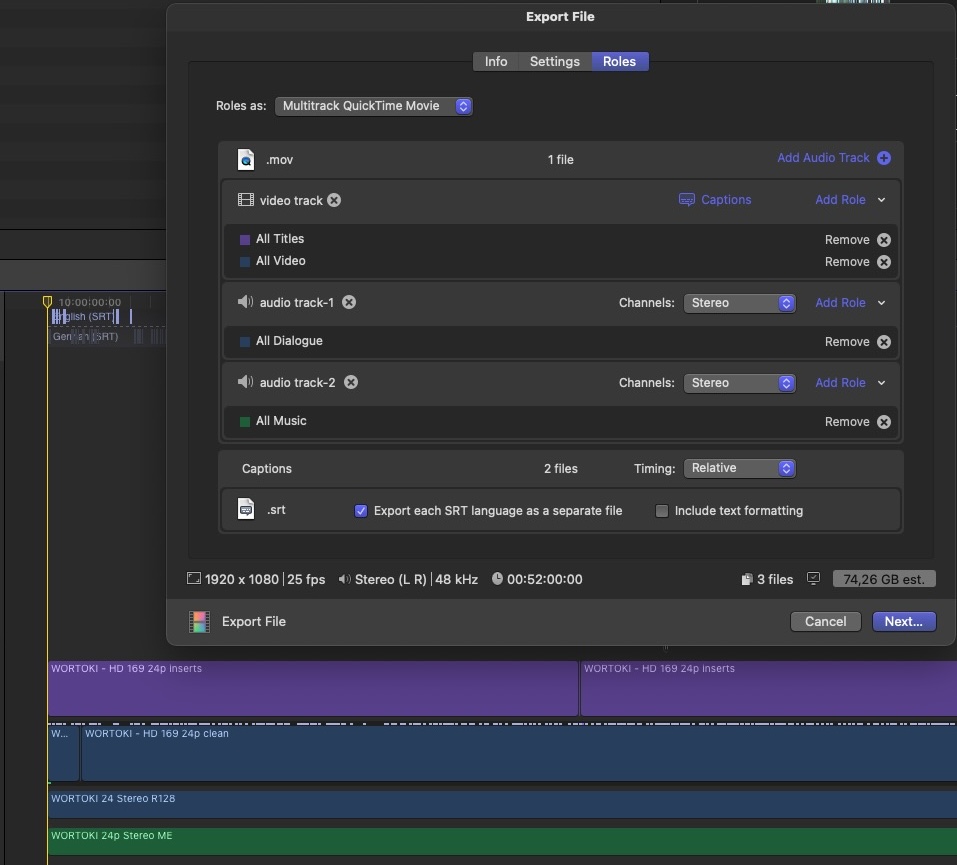 Export File
Info Settings Roles
Roles as: Multitrack QuickTime Movie
.mov 1 file Add Audio Track
video track Captions Add Role
All Titles Remove
All Video Remove
audio track-1 Channels: Stereo Add Role
All Dialogue Remove
audio track-2 Channels: Stereo Add Role
All Music Remove
Captions 2 files Timing: Relative
.srt Export each SRT language as a separate file Include text formatting
1920 x 1080 | 25 fps Stereo (L R) | 48 kHz 00:52:00:00 3 files 74,26 GB est.
Export File Cancel Next...
10:00:00:00
(SRT)
(SRT)
WORTOKI - HD 169 24p inserts WORTOKI - HD 169 24p inserts
W... WORTOKI - HD 169 24p clean
WORTOKI 24 Stereo R128
WORTOKI 24p Stereo ME